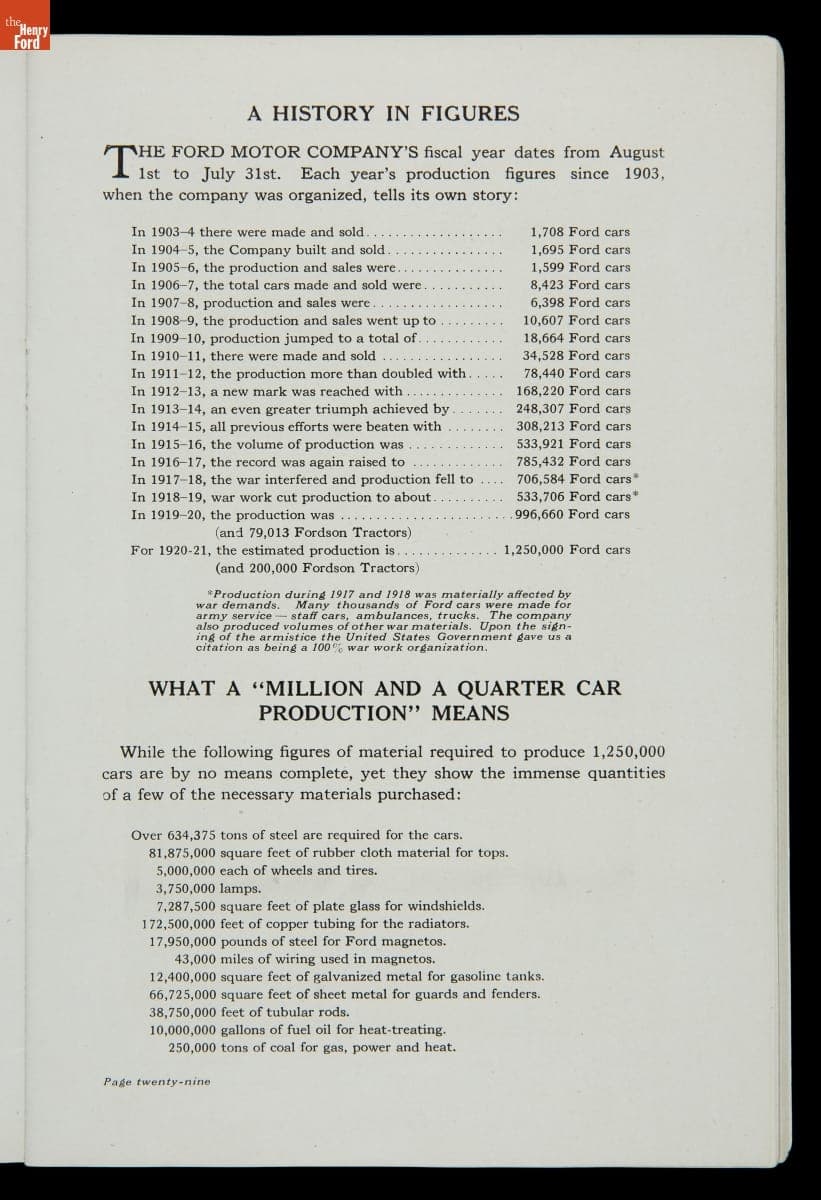 the
Henry
Ford
A HISTORY IN FIGURES
THE FORD MOTOR COMPANY'S fiscal year dates from August
1st to July 31st. Each year's production figures since 1903,
when the company was organized, tells its own story:
In 1903-4 there were made and sold................... 1,708 Ford cars
In 1904-5, the Company built and sold................ 1,695 Ford cars
In 1905-6, the production and sales were............... 1,599 Ford cars
In 1906-7, the total cars made and sold were........... 8,423 Ford cars
In 1907-8, production and sales were.................. 6,398 Ford cars
In 1908-9, the production and sales went up to ......... 10,607 Ford cars
In 1909-10, production jumped to a total of............ 18,664 Ford cars
In 1910-11, there were made and sold ................. 34,528 Ford cars
In 1911-12, the production more than doubled with..... 78,440 Ford cars
In 1912-13, a new mark was reached with.............. 168,220 Ford cars
In 1913-14, an even greater triumph achieved by....... 248,307 Ford cars
In 1914-15, all previous efforts were beaten with ........ 308,213 Ford cars
In 1915-16, the volume of production was ............. 533,921 Ford cars
In 1916-17, the record was again raised to ............. 785,432 Ford cars
In 1917-18, the war interfered and production fell to .... 706,584 Ford cars*
In 1918-19, war work cut production to about.......... 533,706 Ford cars*
In 1919-20, the production was ........................996,660 Ford cars
(and 79,013 Fordson Tractors)
For 1920-21, the estimated production is.............. 1,250,000 Ford cars
(and 200,000 Fordson Tractors)
*Production during 1917 and 1918 was materially affected by
war demands. Many thousands of Ford cars were made for
army service — staff cars, ambulances, trucks. The company
also produced volumes of other war materials. Upon the sign-
ing of the armistice the United States Government gave us a
citation as being a 100% war work organization.
WHAT A "MILLION AND A QUARTER CAR
PRODUCTION" MEANS
While the following figures of material required to produce 1,250,000
cars are by no means complete, yet they show the immense quantities
of a few of the necessary materials purchased:
Over 634,375 tons of steel are required for the cars.
81,875,000 square feet of rubber cloth material for tops.
5,000,000 each of wheels and tires.
3,750,000 lamps.
7,287,500 square feet of plate glass for windshields.
172,500,000 feet of copper tubing for the radiators.
17,950,000 pounds of steel for Ford magnetos.
43,000 miles of wiring used in magnetos.
12,400,000 square feet of galvanized metal for gasoline tanks.
66,725,000 square feet of sheet metal for guards and fenders.
38,750,000 feet of tubular rods.
10,000,000 gallons of fuel oil for heat-treating.
250,000 tons of coal for gas, power and heat.
Page twenty-nine